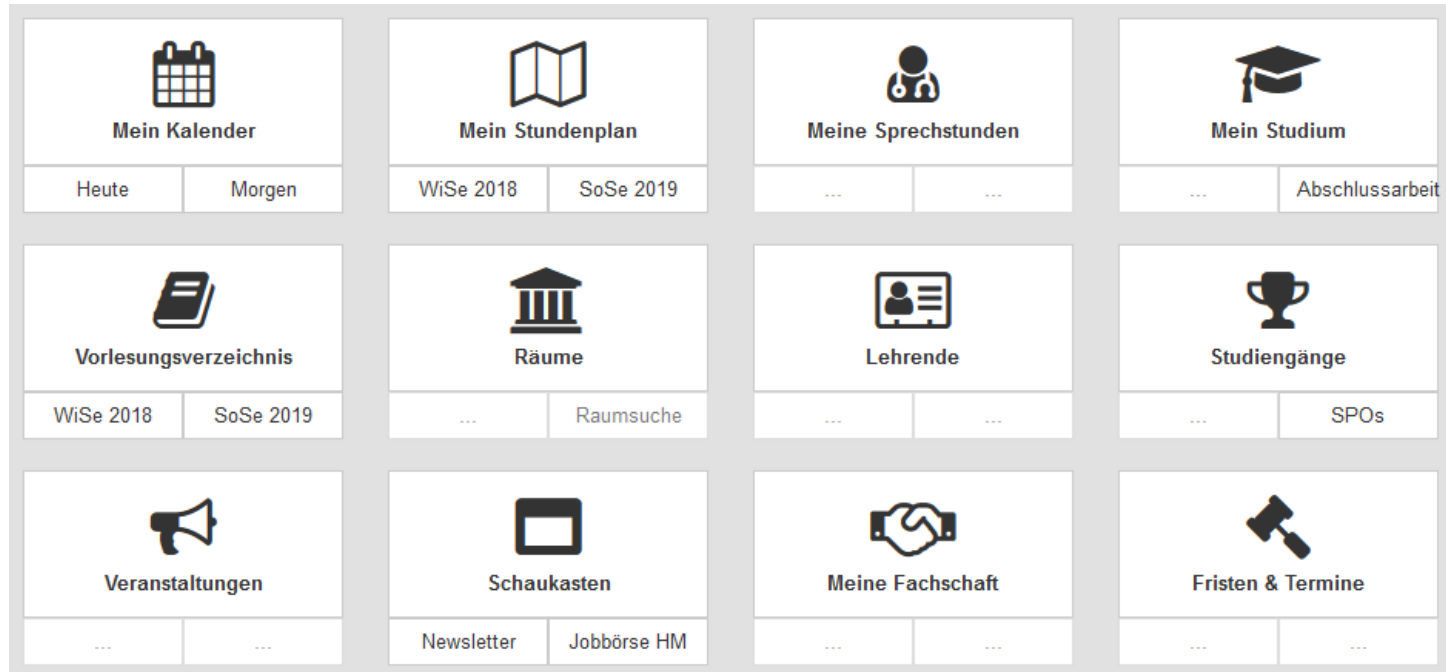 Mein Kalender
Mein Stundenplan
Meine Sprechstunden
Mein Studium
Heute
Morgen
WiSe 2018
SoSe 2019
...
...
...
Abschlussarbeit
Vorlesungsverzeichnis
Räume
Lehrende
Studiengänge
WiSe 2018
SoSe 2019
...
Raumsuche
...
...
...
SPOs
Veranstaltungen
Schaukasten
Meine Fachschaft
Fristen & Termine
...
...
Newsletter
Jobbörse HM
...
...
...
...